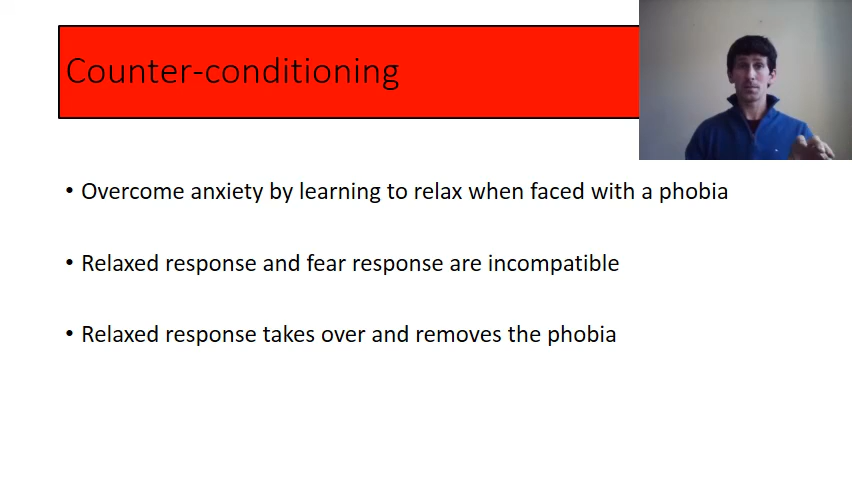 Counter-conditioning
• Overcome anxiety by learning to relax when faced with a phobia
• Relaxed response and fear response are incompatible
• Relaxed response takes over and removes the phobia